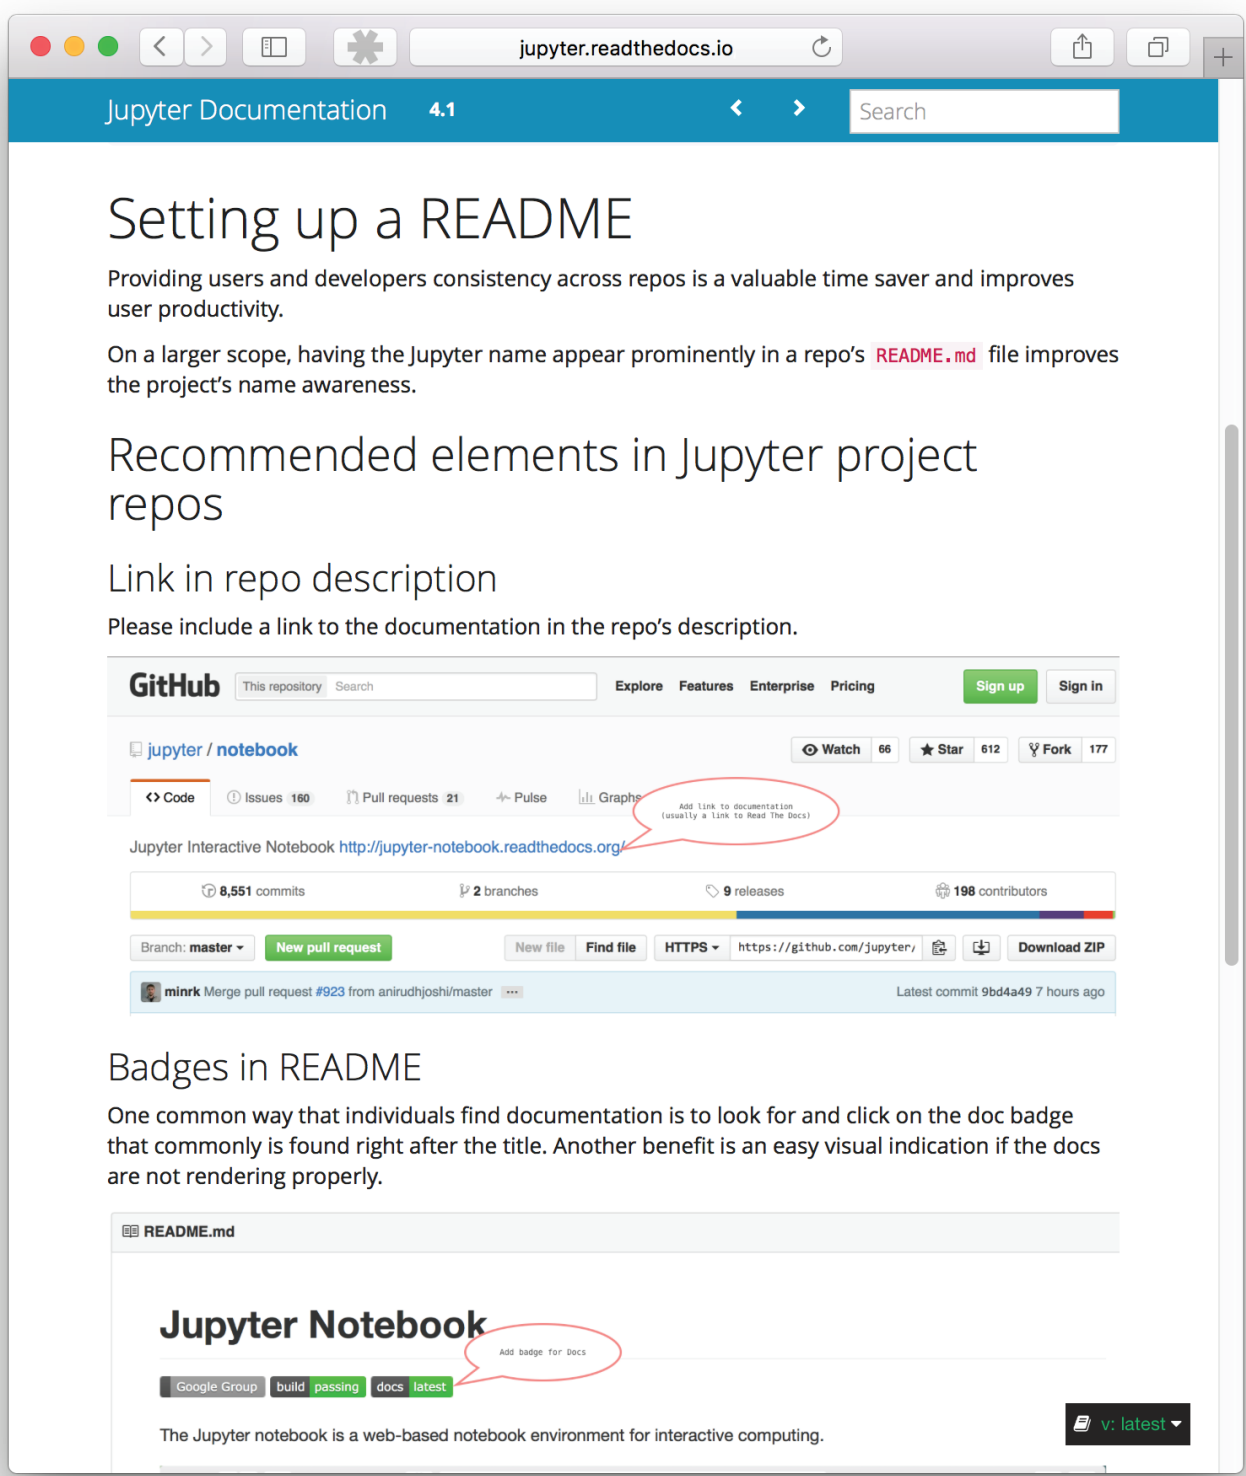 jupyter.readthedocs.io
Jupyter Documentation 4.1 Search
Setting up a README
Providing users and developers consistency across repos is a valuable time saver and improves
user productivity.
On a larger scope, having the Jupyter name appear prominently in a repo's README.md file improves
the project's name awareness.
Recommended elements in Jupyter project
repos
Link in repo description
Please include a link to the documentation in the repo's description.
GitHub This repository Search Explore Features Enterprise Pricing Sign up Sign in
jupyter / notebook Watch 66 Star 612 Fork 177
Code Issues 160 Pull requests 21 Pulse Graphs
Add link to documentation
(usually a link to Read The Docs)
Jupyter Interactive Notebook http://jupyter-notebook.readthedocs.org/
8,551 commits 2 branches 9 releases 198 contributors
Branch: master New pull request New file Find file HTTPS https://github.com/jupyter/ Download ZIP
minrk Merge pull request #923 from anirudhjoshi/master ... Latest commit 9bd4a49 7 hours ago
Badges in README
One common way that individuals find documentation is to look for and click on the doc badge
that commonly is found right after the title. Another benefit is an easy visual indication if the docs
are not rendering properly.
README.md
Jupyter Notebook
Add badge for Docs
Google Group build passing docs latest
v: latest
The Jupyter notebook is a web-based notebook environment for interactive computing.